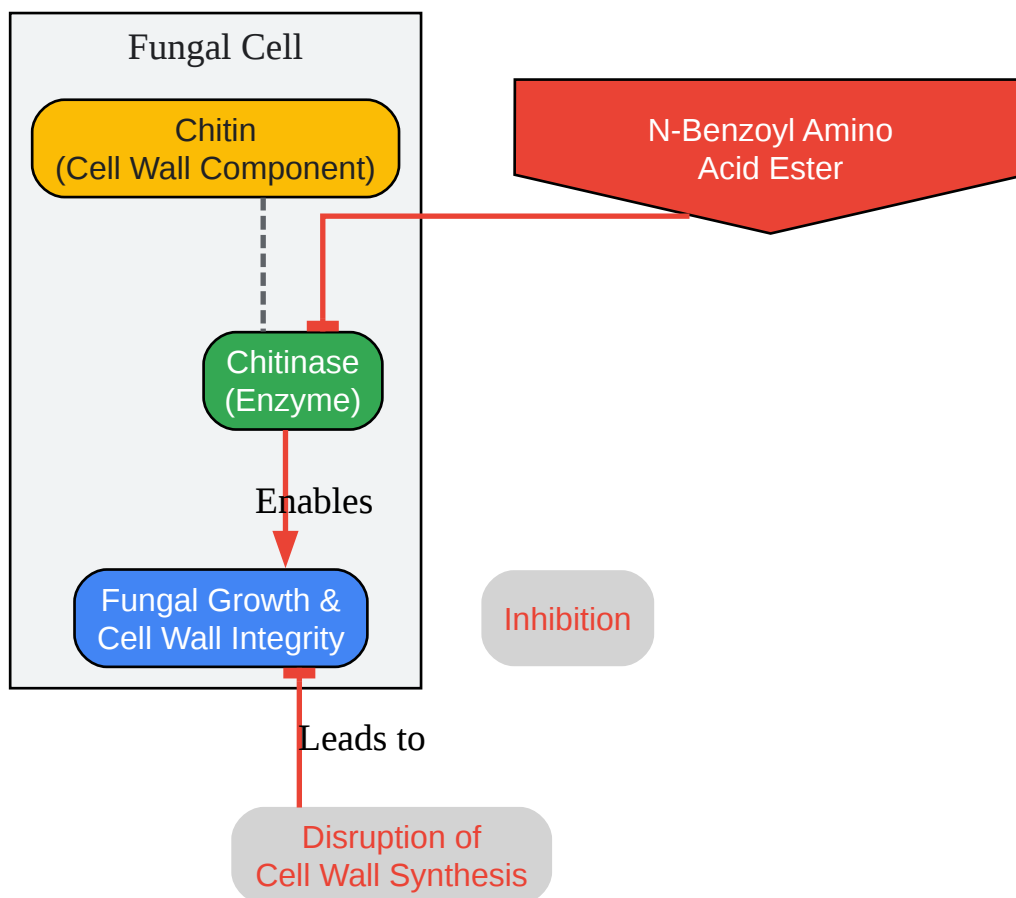 Fungal Cell
Chitin
(Cell Wall Component)
N-Benzoyl Amino
Acid Ester
Chitinase
(Enzyme)
Enables
Fungal Growth &
Cell Wall Integrity
Inhibition
Leads to
Disruption of
Cell Wall Synthesis